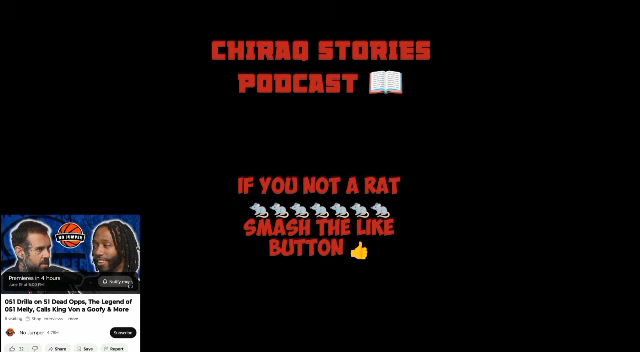 CHIRAQ STORIES
PODCAST
IF YOU NOT A RAT
SMASH THE LIKE
BUTTON
NO JUMPER
Premieres in 4 hours
Notify me
051 Drilla on 51 Dead Opps, The Legend of
051 Melly, Calls King Von a Goofy & More
No Jumper
Subscribe
Share
Save
Report